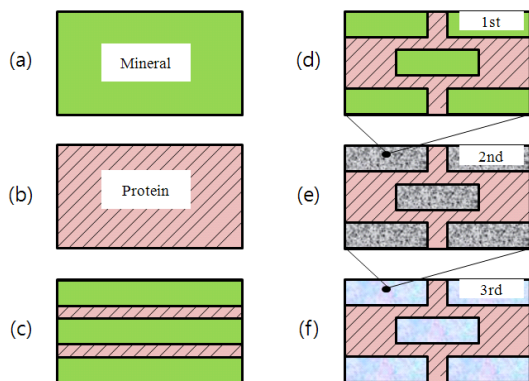 (a)
Mineral
(d)
1st
(b)
Protein
(e)
2nd
(c)
(f)
3rd